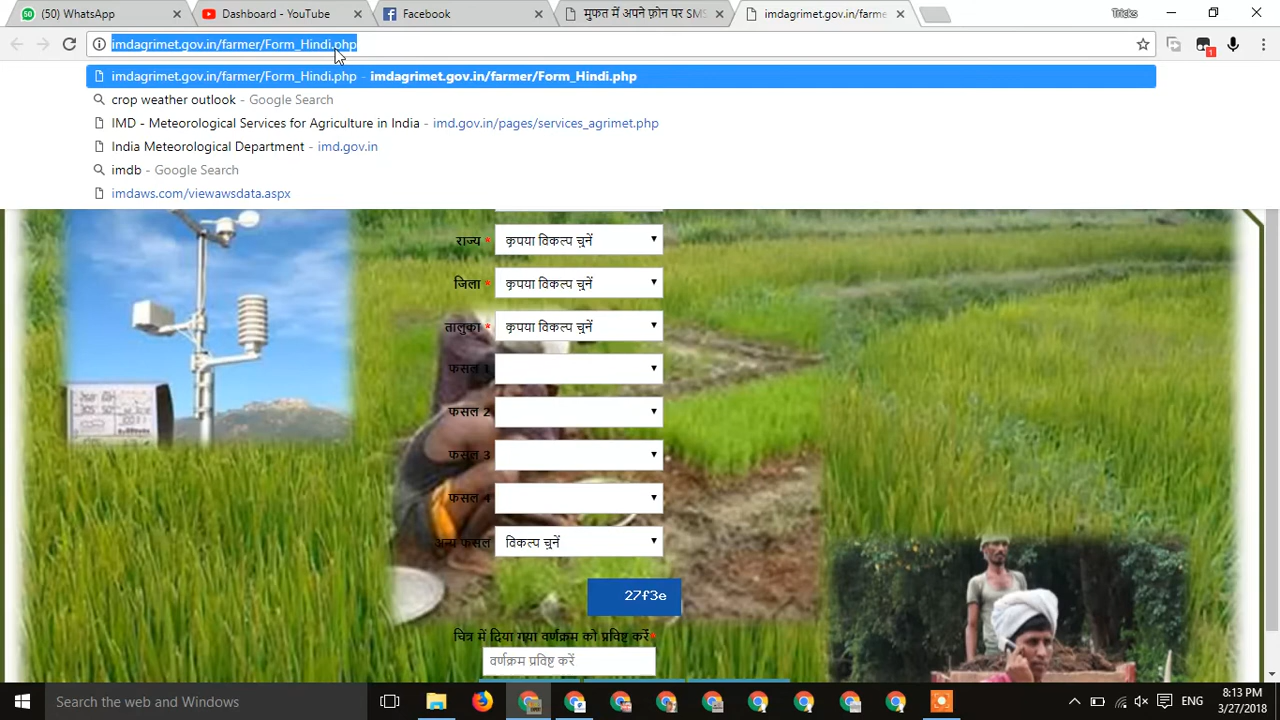 (50) WhatsApp
Dashboard - YouTube
Facebook
मुफत में अपने फ़ोन पर SMS
imdagrimet.gov.in/farme
Tricks
imdagrimet.gov.in/farmer/Form_Hindi.php
1
imdagrimet.gov.in/farmer/Form_Hindi.php - imdagrimet.gov.in/farmer/Form_Hindi.php
crop weather outlook - Google Search
IMD - Meteorological Services for Agriculture in India - imd.gov.in/pages/services_agrimet.php
India Meteorological Department - imd.gov.in
imdb - Google Search
imdaws.com/viewawsdata.aspx
राज्य * कृपया विकल्प चुनें
जिला * कृपया विकल्प चुनें
तालुका * कृपया विकल्प चुनें
फसल 1
फसल 2
फसल 3
फसल 4
अन्य फसल विकल्प चुनें
27f3e
चित्र में दिया गया वर्णक्रम को प्रविष्ट करें*
वर्णक्रम प्रविष्ट करें
Search the web and Windows
ENG
8:13 PM
3/27/2018